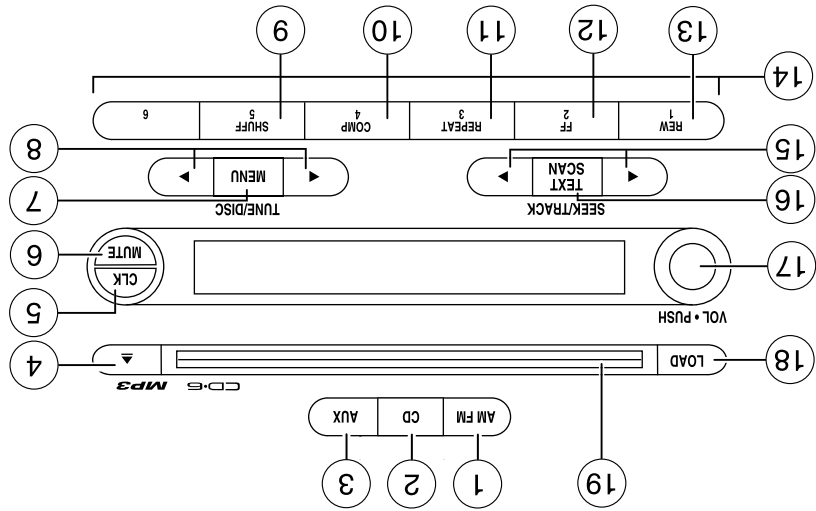 19 1 2 3
AM FM CD AUX
CD·6 MP3
18 LOAD 4
VOL • PUSH
CLK 5
17
MUTE 6
SEEK/TRACK TUNE/DISC
16 TEXT MENU 7
SCAN
15 8
REW FF REPEAT COMP SHUFF
1 2 3 4 5 6
14
13 12 11 10 9